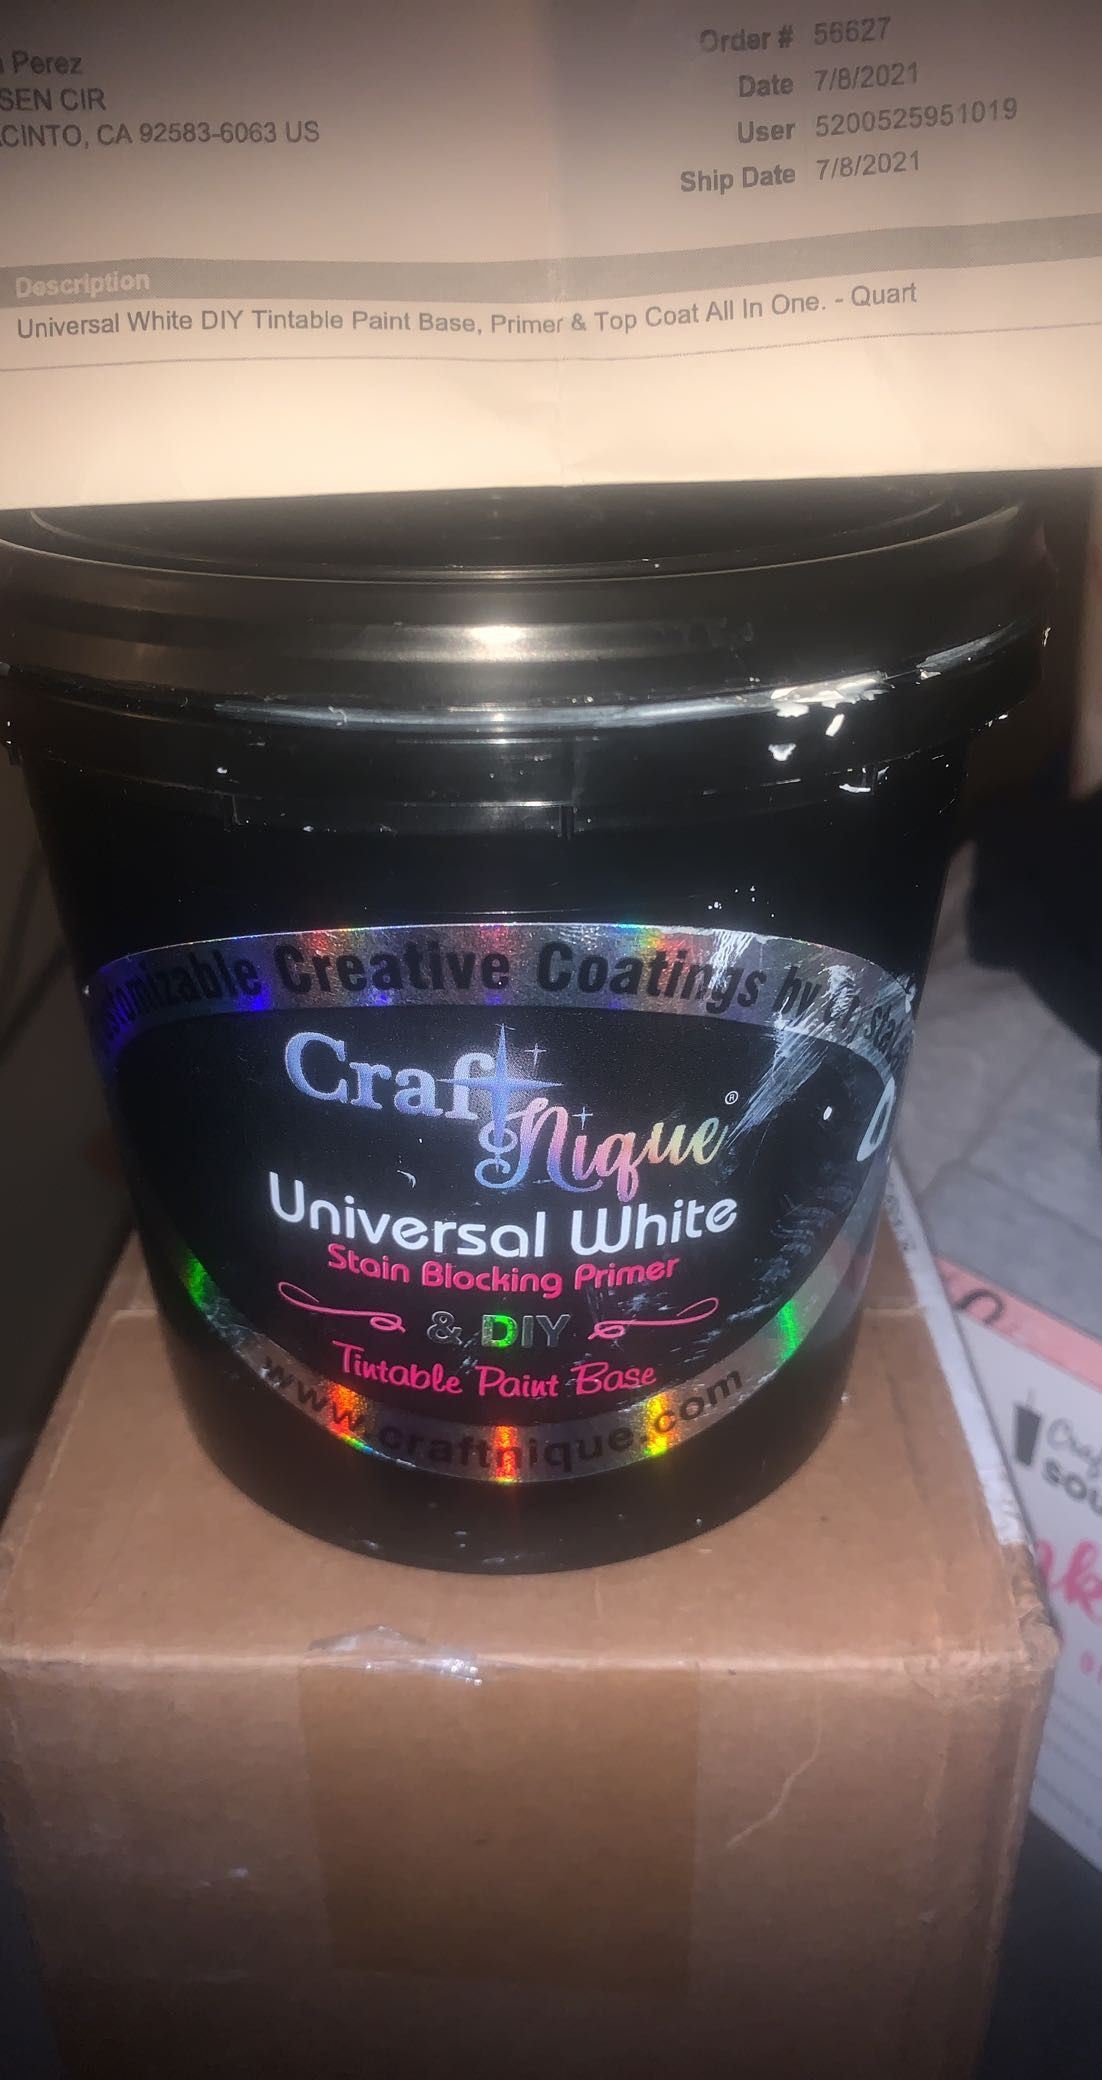 Perez
Order # 56627
SEN CIR
Date 7/8/2021
CINTO, CA 92583-6063 US
User 5200525951019
Ship Date 7/8/2021
Description
Universal White DIY Tintable Paint Base, Primer & Top Coat All In One. - Quart
Creative Coatings by
Craft
Nique®
Universal White
Stain Blocking Primer
& DIY
Tintable Paint Base
www.craftnique.com